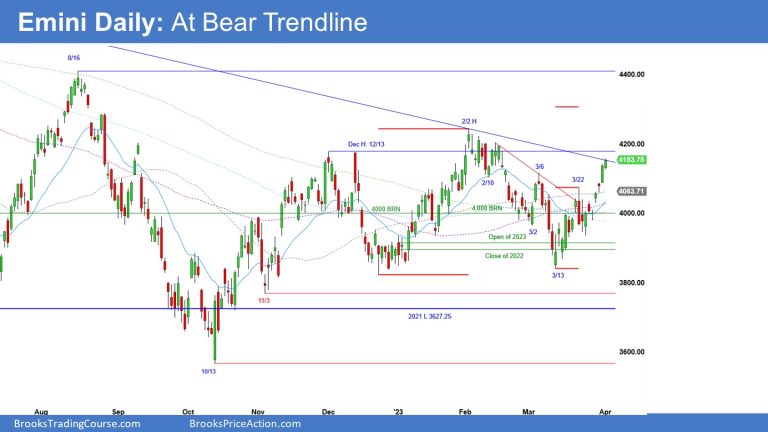 Emini Daily: At Bear Trendline
4400.00
8/16
2/2 H
Dec H. 12/13
4200.00
4153.75
3/6
3/22
2/10
4063.71
4000 BRN
4,000 BRN
4000.00
3/2
Open of 2023
Close of 2022
3/13
3800.00
11/3
2021 L 3627.25
3600.00
10/13
Aug Sep Oct Nov Dec '23 Feb Mar Apr
BrooksTradingCourse.com BrooksPriceAction.com